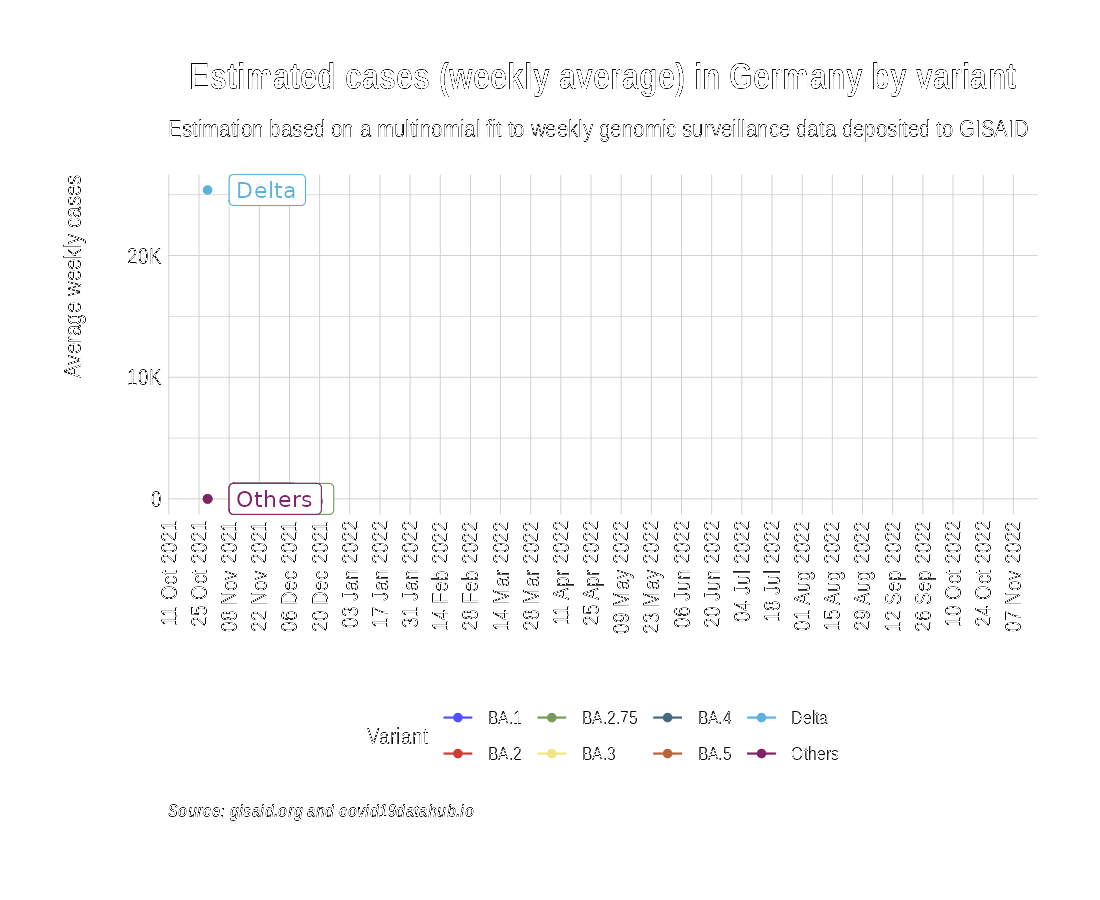 Estimated cases (weekly average) in Germany by variant
Estimation based on a multinomial fit to weekly genomic surveillance data deposited to GISAID
Average weekly cases
20K
10K
0
Delta
Others
11 Oct 2021
25 Oct 2021
08 Nov 2021
22 Nov 2021
06 Dec 2021
20 Dec 2021
03 Jan 2022
17 Jan 2022
31 Jan 2022
14 Feb 2022
28 Feb 2022
14 Mar 2022
28 Mar 2022
11 Apr 2022
25 Apr 2022
09 May 2022
23 May 2022
06 Jun 2022
20 Jun 2022
04 Jul 2022
18 Jul 2022
01 Aug 2022
15 Aug 2022
29 Aug 2022
12 Sep 2022
26 Sep 2022
10 Oct 2022
24 Oct 2022
07 Nov 2022
Variant
BA.1
BA.2.75
BA.4
Delta
BA.2
BA.3
BA.5
Others
Source: gisaid.org and covid19datahub.io